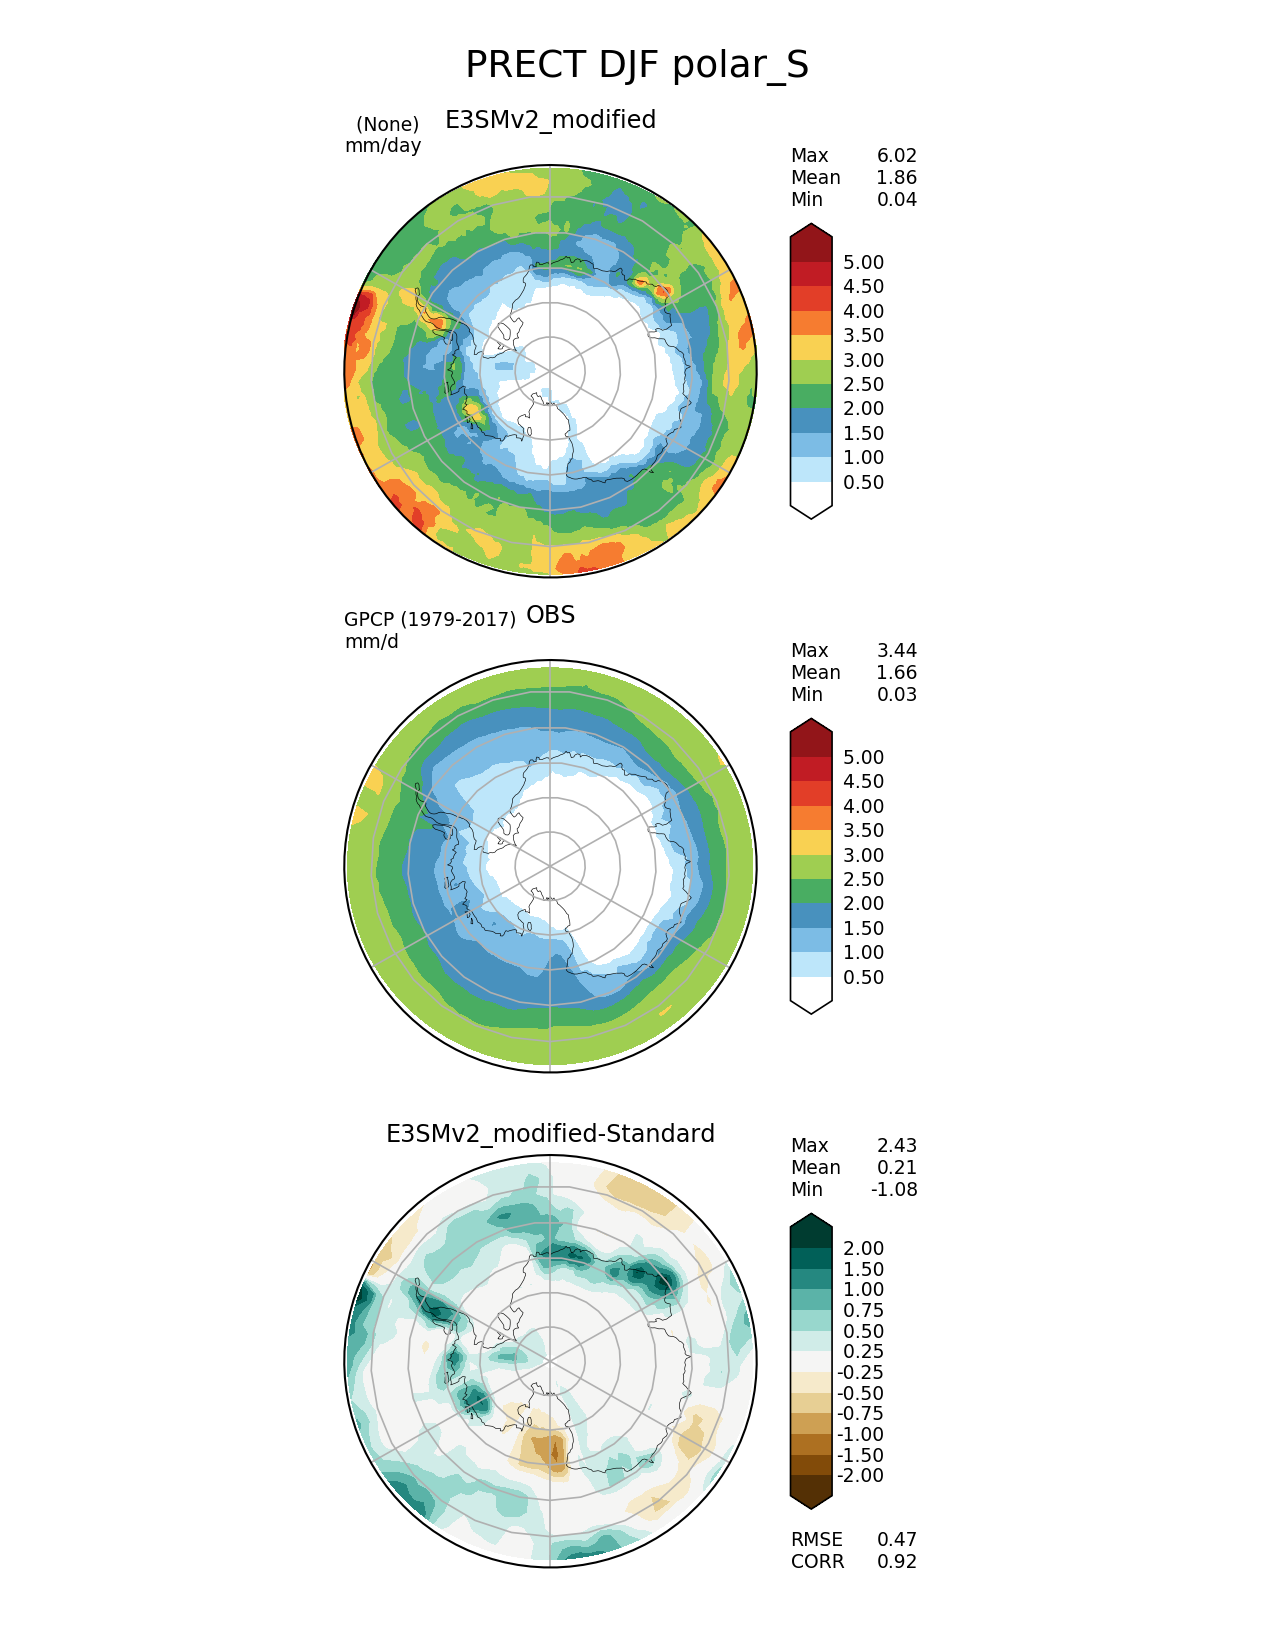 PRECT DJF polar_S
(None) E3SMv2_modified
mm/day
Max 6.02
Mean 1.86
Min 0.04
5.00
4.50
4.00
3.50
3.00
2.50
2.00
1.50
1.00
0.50
GPCP (1979-2017) OBS
mm/d
Max 3.44
Mean 1.66
Min 0.03
5.00
4.50
4.00
3.50
3.00
2.50
2.00
1.50
1.00
0.50
E3SMv2_modified-Standard
Max 2.43
Mean 0.21
Min -1.08
2.00
1.50
1.00
0.75
0.50
0.25
-0.25
-0.50
-0.75
-1.00
-1.50
-2.00
RMSE 0.47
CORR 0.92